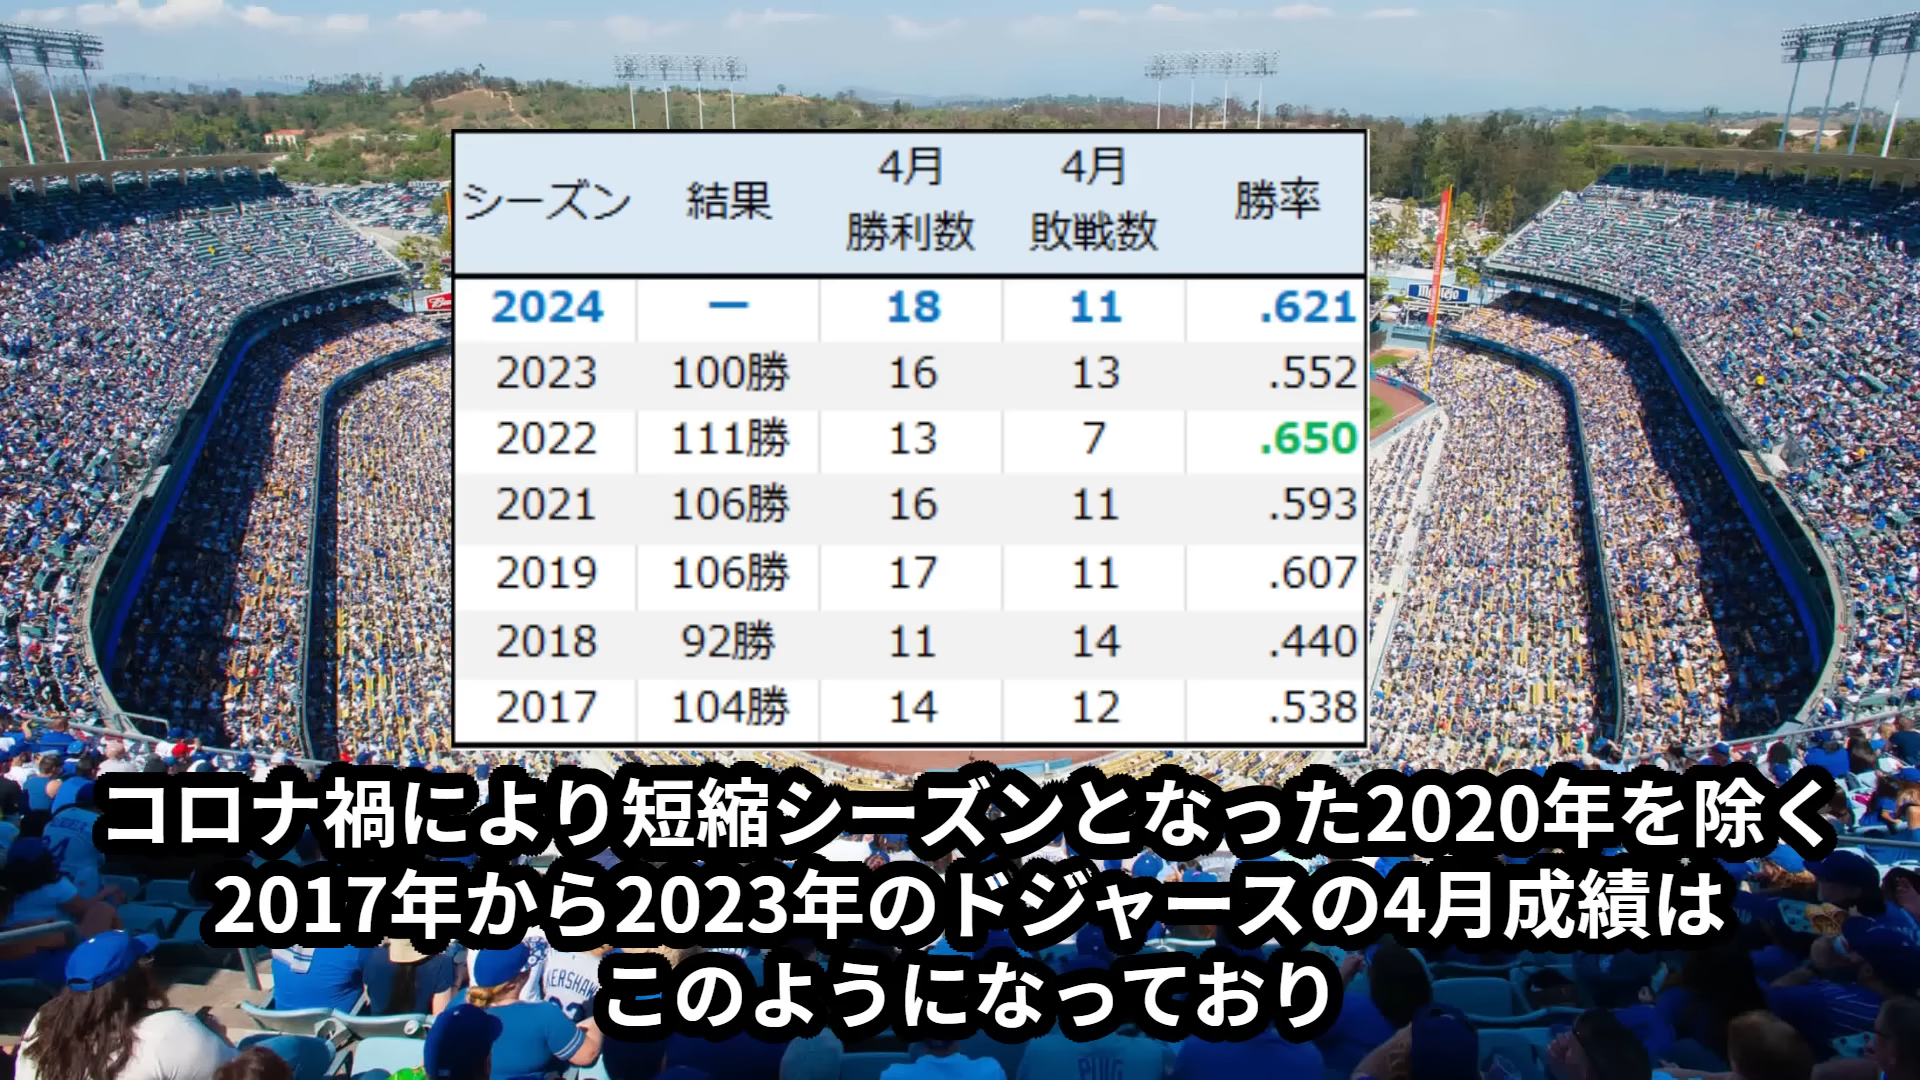 シーズン 結果 4月 勝利数 4月 敗戦数 勝率
2024 ー 18 11 .621
2023 100勝 16 13 .552
2022 111勝 13 7 .650
2021 106勝 16 11 .593
2019 106勝 17 11 .607
2018 92勝 11 14 .440
2017 104勝 14 12 .538
コロナ禍により短縮シーズンとなった2020年を除く
2017年から2023年のドジャースの4月成績は
このようになっており
KERSHAW
PUIG